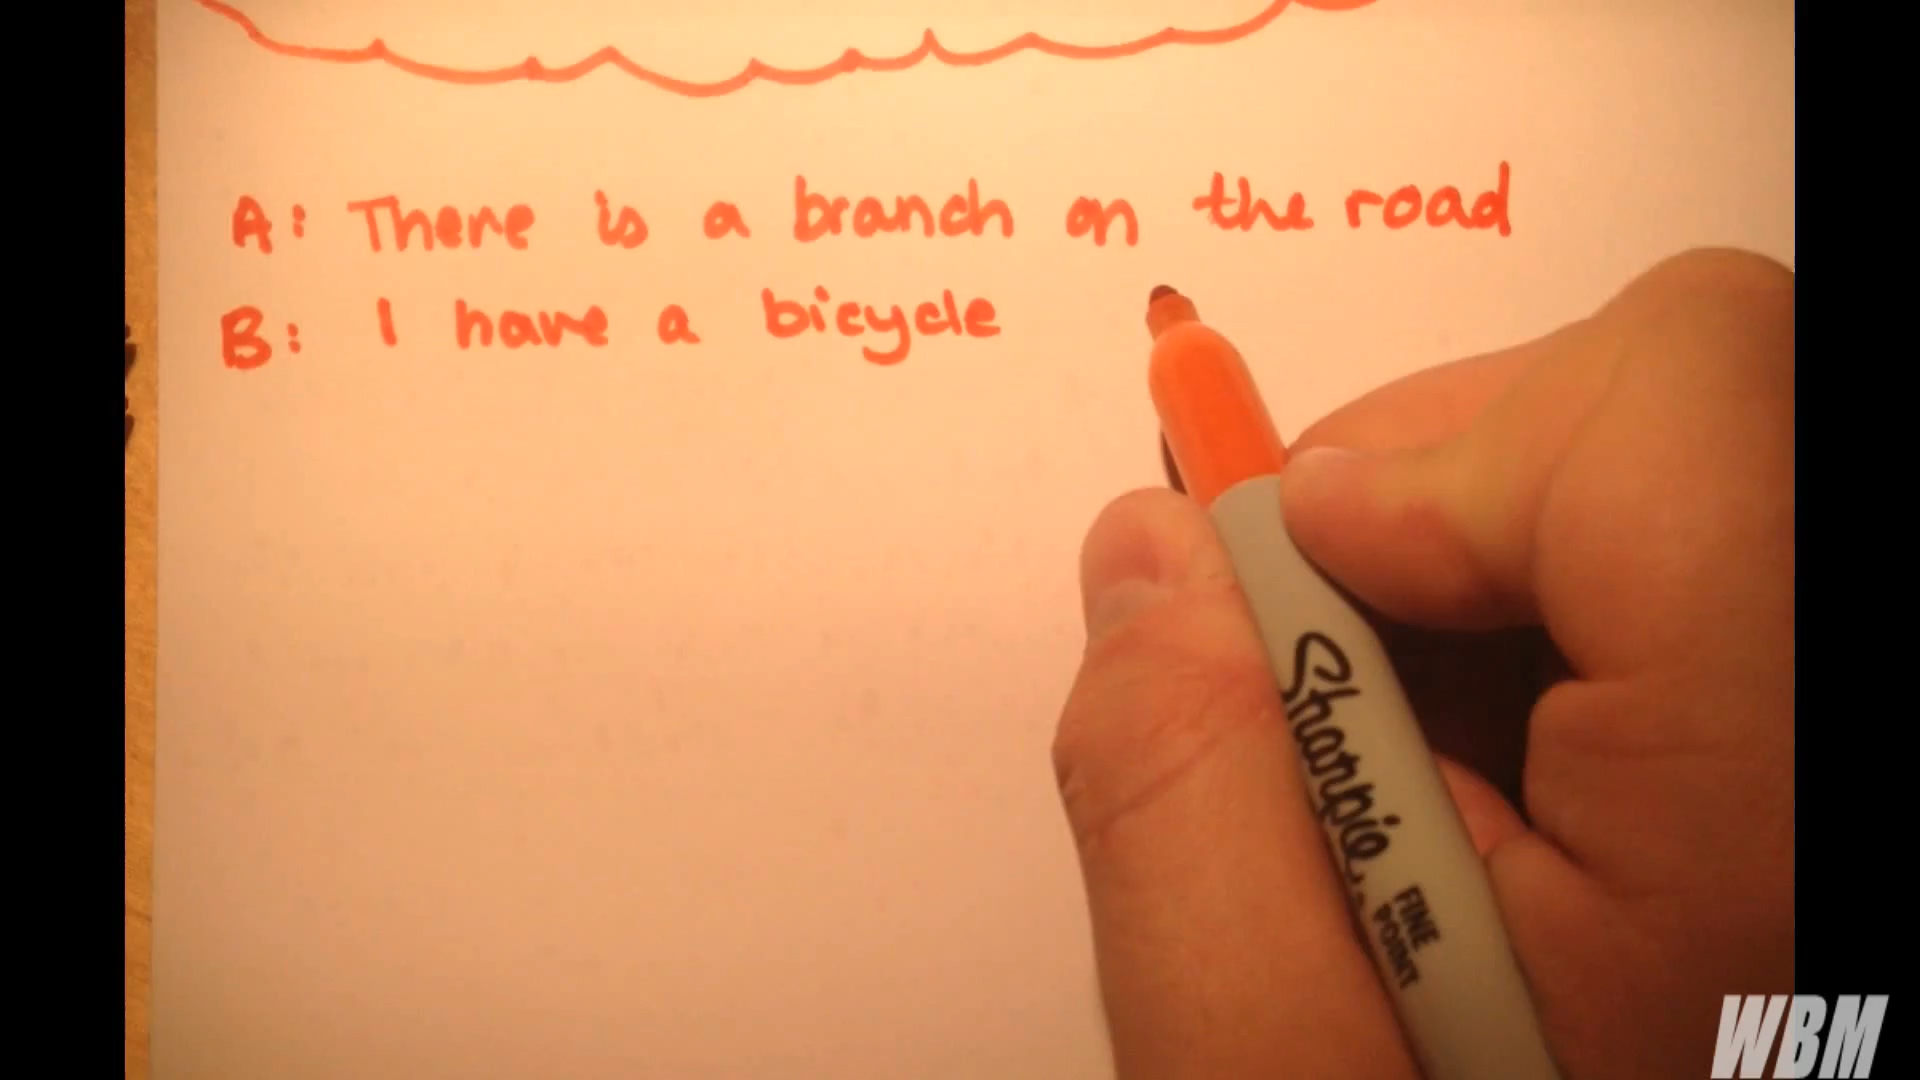 A: There is a branch on the road
B: I have a bicycle
Sharpie
FINE
POINT
WBM